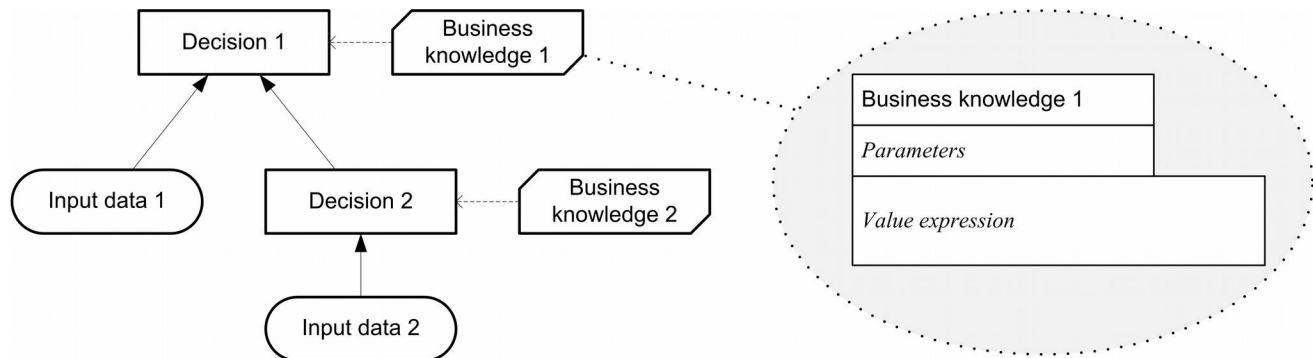 Decision 1
Business
knowledge 1
Business knowledge 1
Parameters
Value expression
Input data 1
Decision 2
Business
knowledge 2
Input data 2